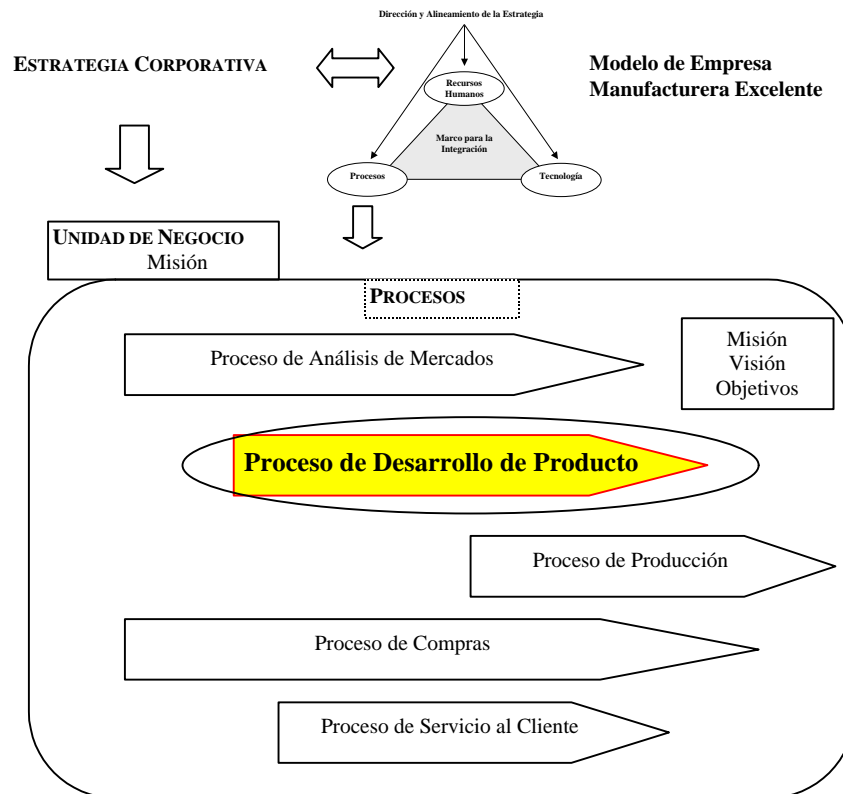 Dirección y Alineamiento de la Estrategia
ESTRATEGIA CORPORATIVA
Modelo de Empresa
Manufacturera Excelente
Recursos
Humanos
Marco para la
Integración
Procesos
Tecnología
UNIDAD DE NEGOCIO
Misión
PROCESOS
Proceso de Análisis de Mercados
Misión
Visión
Objetivos
Proceso de Desarrollo de Producto
Proceso de Producción
Proceso de Compras
Proceso de Servicio al Cliente